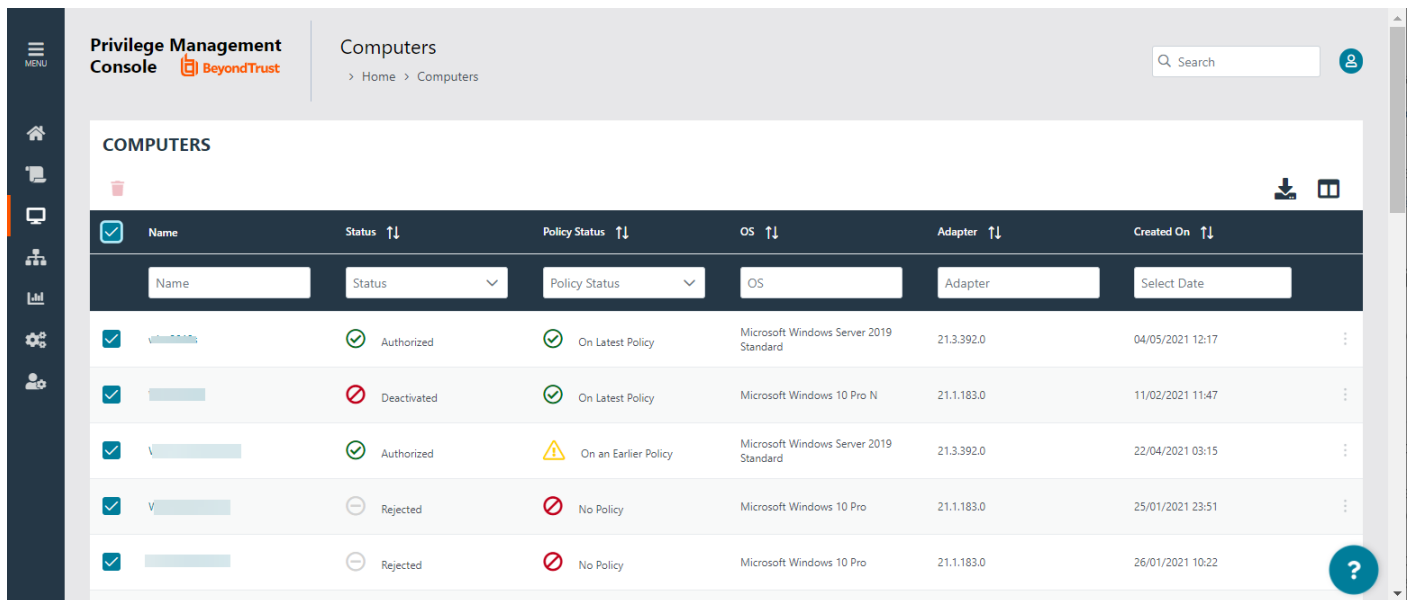 MENU
Privilege Management
Console BeyondTrust
Computers
> Home > Computers
Search
COMPUTERS
Name Status Policy Status OS Adapter Created On
Name Status Policy Status OS Adapter Select Date
Authorized On Latest Policy Microsoft Windows Server 2019 Standard 21.3.392.0 04/05/2021 12:17
Deactivated On Latest Policy Microsoft Windows 10 Pro N 21.1.183.0 11/02/2021 11:47
Authorized On an Earlier Policy Microsoft Windows Server 2019 Standard 21.3.392.0 22/04/2021 03:15
Rejected No Policy Microsoft Windows 10 Pro 21.1.183.0 25/01/2021 23:51
Rejected No Policy Microsoft Windows 10 Pro 21.1.183.0 26/01/2021 10:22
?